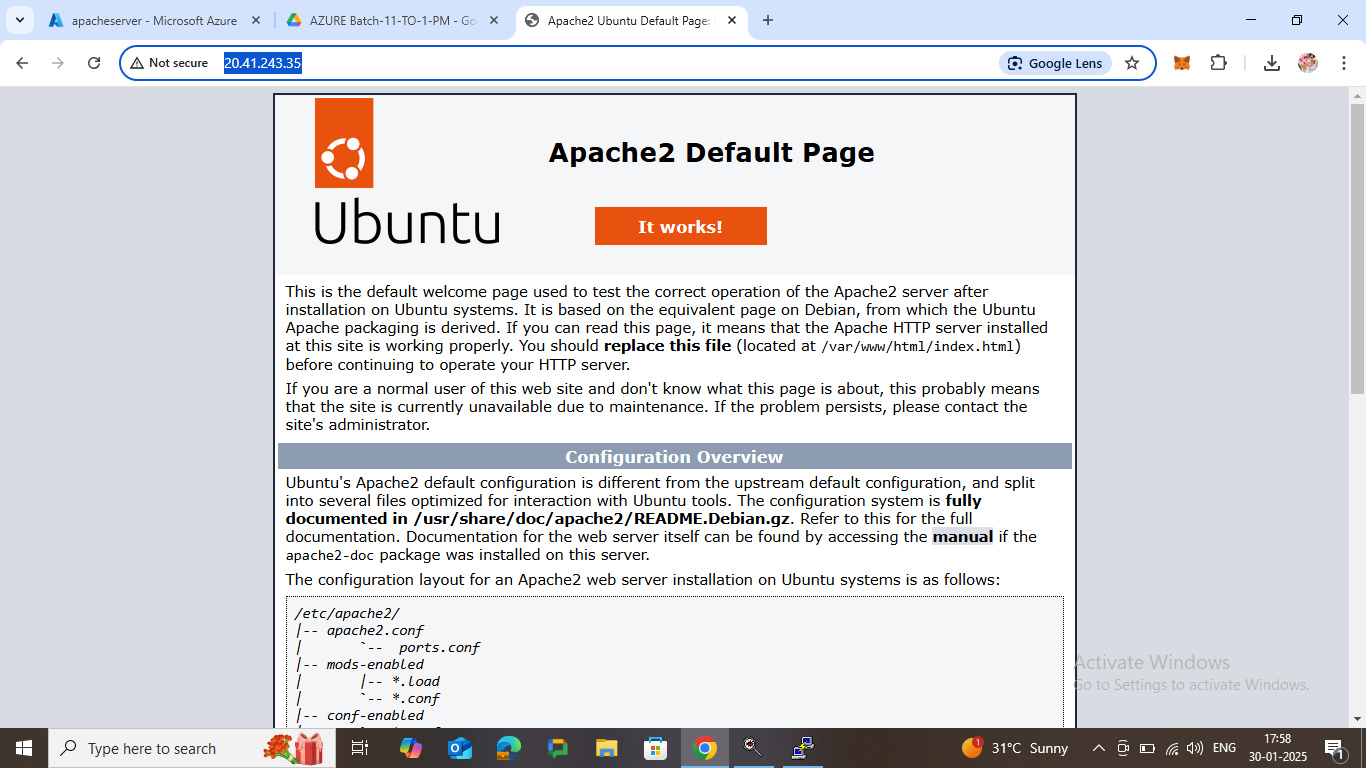 apacheserver - Microsoft Azure
AZURE Batch-11-TO-1-PM - Go
Apache2 Ubuntu Default Page:
Not secure
20.41.243.35
Google Lens
Ubuntu
Apache2 Default Page
It works!
This is the default welcome page used to test the correct operation of the Apache2 server after
installation on Ubuntu systems. It is based on the equivalent page on Debian, from which the Ubuntu
Apache packaging is derived. If you can read this page, it means that the Apache HTTP server installed
at this site is working properly. You should replace this file (located at /var/www/html/index.html)
before continuing to operate your HTTP server.
If you are a normal user of this web site and don't know what this page is about, this probably means
that the site is currently unavailable due to maintenance. If the problem persists, please contact the
site's administrator.
Configuration Overview
Ubuntu's Apache2 default configuration is different from the upstream default configuration, and split
into several files optimized for interaction with Ubuntu tools. The configuration system is fully
documented in /usr/share/doc/apache2/README.Debian.gz. Refer to this for the full
documentation. Documentation for the web server itself can be found by accessing the manual if the
apache2-doc package was installed on this server.
The configuration layout for an Apache2 web server installation on Ubuntu systems is as follows:
/etc/apache2/
|-- apache2.conf
|       `--  ports.conf
|-- mods-enabled
|       |-- *.load
|       `-- *.conf
|-- conf-enabled
Activate Windows
Go to Settings to activate Windows.
Type here to search
1
31°C Sunny
ENG
17:58
30-01-2025
1